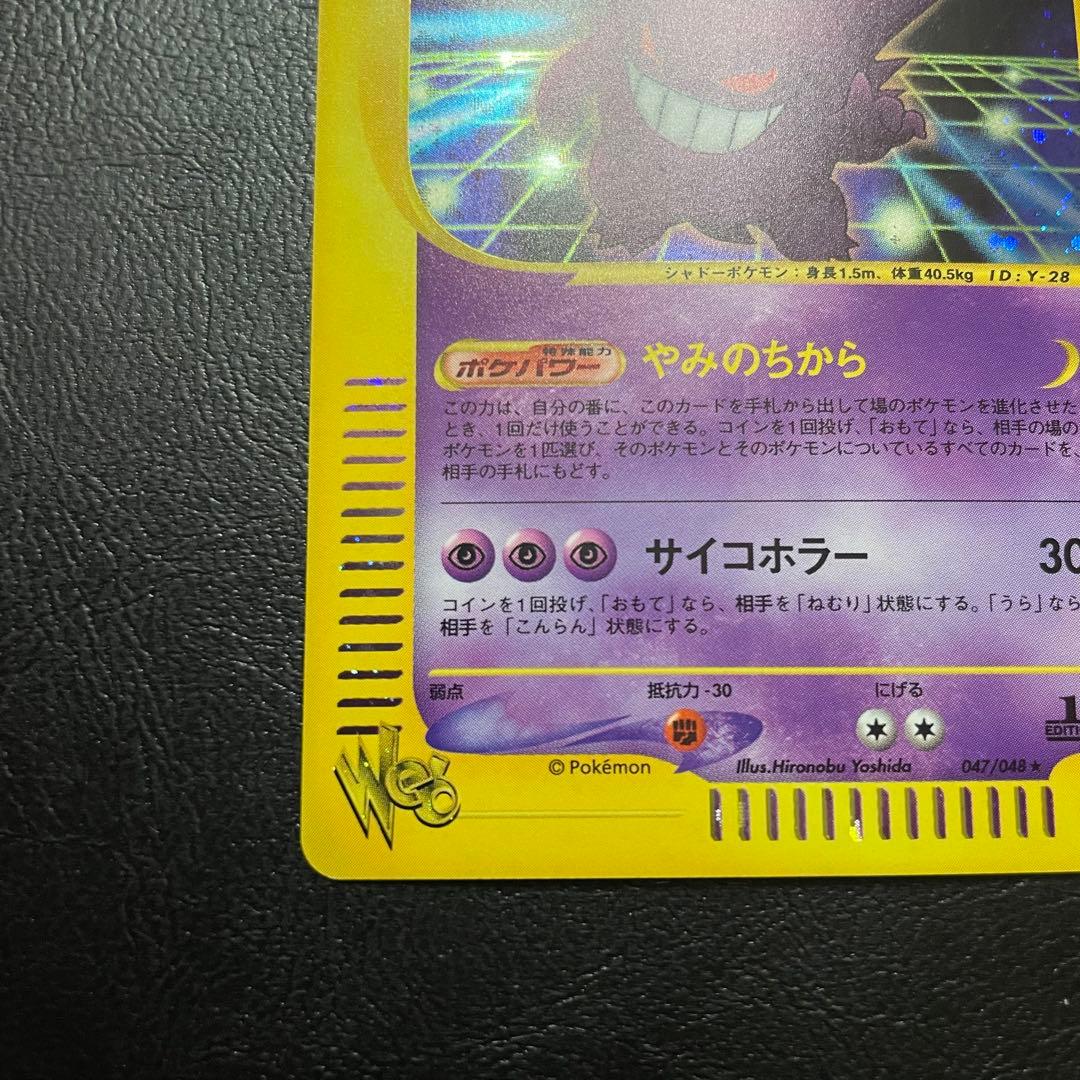 シャドーポケモン：身長1.5m、体重40.5kg ID:Y-28
特殊能力
ポケパワー やみのちから
この力は、自分の番に、このカードを手札から出して場のポケモンを進化させた
とき、1回だけ使うことができる。コインを1回投げ、「おもて」なら、相手の場の
ポケモンを1匹選び、そのポケモンとそのポケモンについているすべてのカードを、
相手の手札にもどす。
サイコホラー 30
コインを1回投げ、「おもて」なら、相手を「ねむり」状態にする。「うら」なら
相手を「こんらん」状態にする。
弱点 抵抗力 -30 にげる
1
EDITI
©Pokémon Illus.Hironobu Yoshida 047/048★
Web